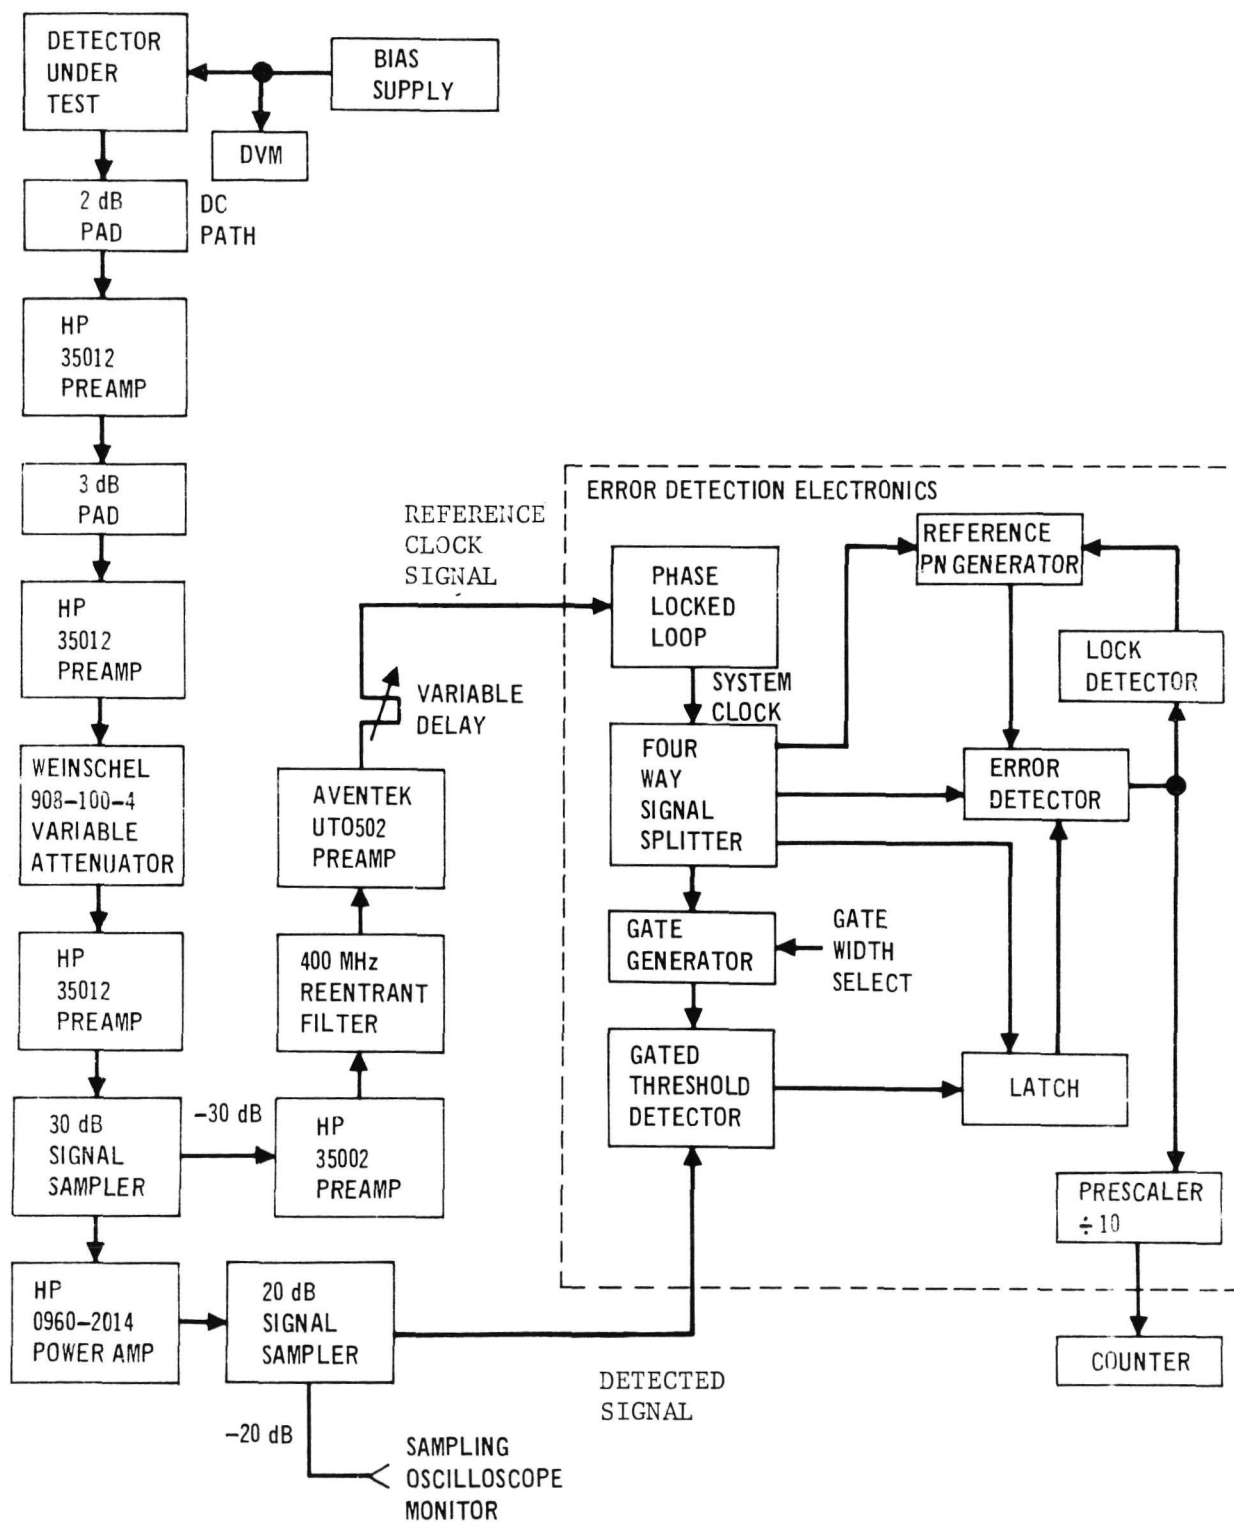 DETECTOR
UNDER
TEST
BIAS
SUPPLY
DVM
2 dB
PAD
DC
PATH
HP
35012
PREAMP
3 dB
PAD
HP
35012
PREAMP
WEINSCHEL
908-100-4
VARIABLE
ATTENUATOR
HP
35012
PREAMP
30 dB
SIGNAL
SAMPLER
-30 dB
HP
35002
PREAMP
400 MHz
REENTRANT
FILTER
AVENTEK
UTO502
PREAMP
VARIABLE
DELAY
REFERENCE
CLOCK
SIGNAL
HP
0960-2014
POWER AMP
20 dB
SIGNAL
SAMPLER
-20 dB
SAMPLING
OSCILLOSCOPE
MONITOR
DETECTED
SIGNAL
ERROR DETECTION ELECTRONICS
PHASE
LOCKED
LOOP
SYSTEM
CLOCK
FOUR
WAY
SIGNAL
SPLITTER
GATE
GENERATOR
GATE
WIDTH
SELECT
GATED
THRESHOLD
DETECTOR
REFERENCE
PN GENERATOR
LOCK
DETECTOR
ERROR
DETECTOR
LATCH
PRESCALER
÷10
COUNTER